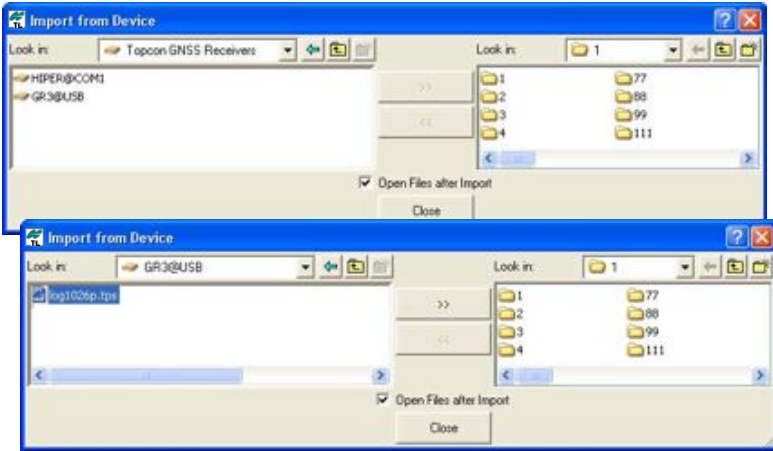 Import from Device
Look in: Topcon GNSS Receivers Look in: 1
HIPER@COM1
GR3@USB
1 77
2 88
3 99
4 111
>>
<<
Open Files after Import
Close
Import from Device
Look in: GR3@USB Look in: 1
log1026p.tps
1 77
2 88
3 99
4 111
>>
<<
Open Files after Import
Close